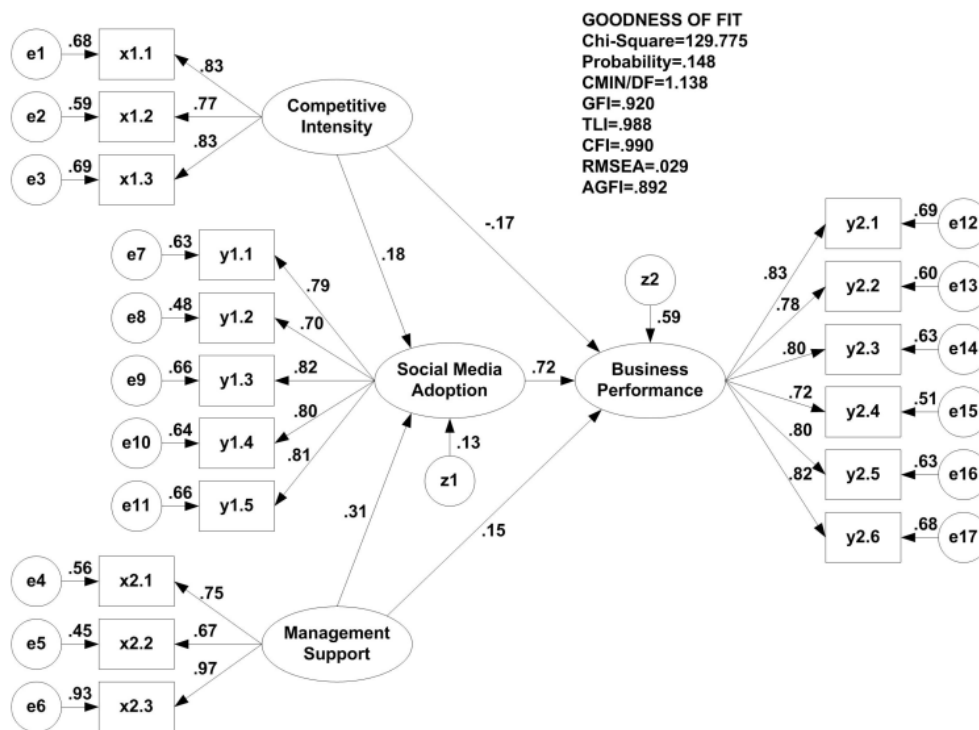 GOODNESS OF FIT
Chi-Square=129.775
Probability=.148
CMIN/DF=1.138
GFI=.920
TLI=.988
CFI=.990
RMSEA=.029
AGFI=.892
e1
.68
x1.1
.83
e2
.59
x1.2
.77
e3
.69
x1.3
.83
Competitive
Intensity
.18
-.17
e7
.63
y1.1
.79
e8
.48
y1.2
.70
e9
.66
y1.3
.82
e10
.64
y1.4
.80
e11
.66
y1.5
.81
Social Media
Adoption
.72
.13
z1
z2
.59
Business
Performance
.31
.15
e4
.56
x2.1
.75
e5
.45
x2.2
.67
e6
.93
x2.3
.97
Management
Support
.83
y2.1
.69
e12
.78
y2.2
.60
e13
.80
y2.3
.63
e14
.72
y2.4
.51
e15
.80
y2.5
.63
e16
.82
y2.6
.68
e17